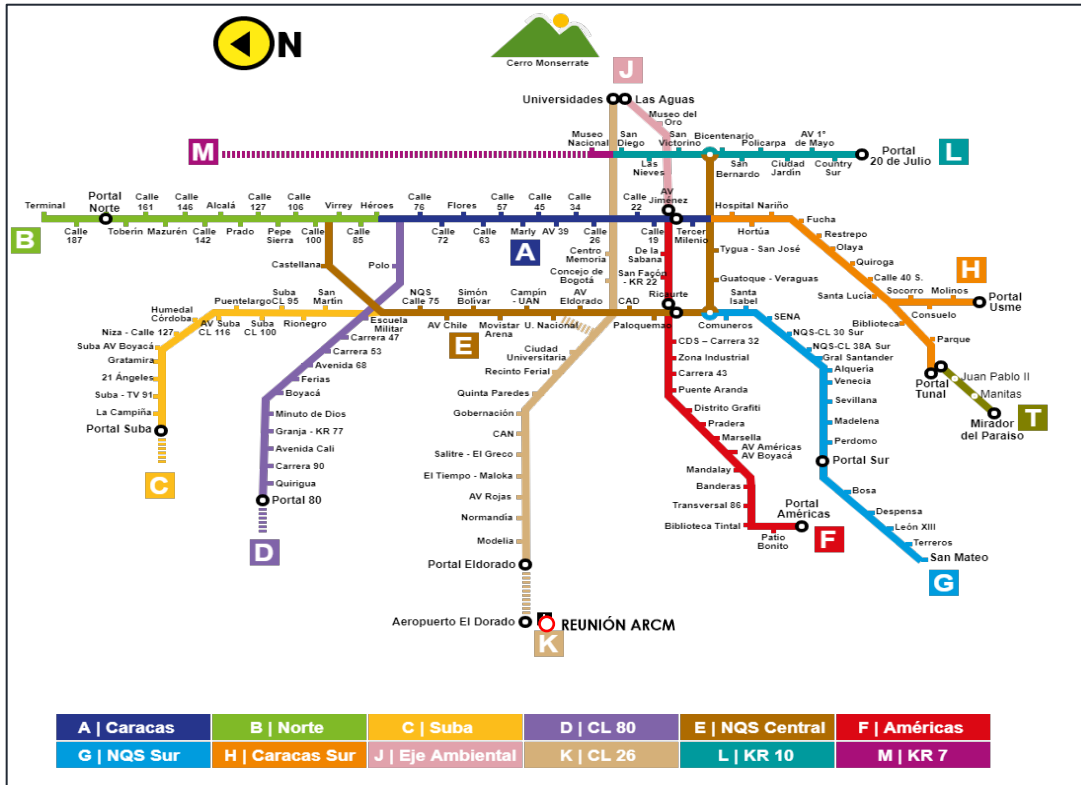 N
Cerro Monserrate
J
Universidades
Las Aguas
Museo del
Oro
M
Museo
Nacional
San
Diego
San
Victorino
Bicentenario
Policarpa
AV 1°
de Mayo
Portal
20 de Julio
L
Las
Nieves
San
Bernardo
Ciudad
Jardin
Country
Sur
Terminal
Portal
Norte
Calle
161
Calle
146
Alcalá
Calle
127
Calle
106
Virrey
Héroes
Calle
76
Flores
Calle
57
Calle
45
Calle
34
Calle
22
AV
Jiménez
Hospital
Nariño
B
Calle
187
Toberín
Mazurén
Calle
142
Prado
Pepe
Sierra
Calle
100
Calle
85
Calle
72
Calle
63
Marly
AV 39
Calle
26
Calle
19
Tercer
Milenio
Hortúa
A
Fucha
Restrepo
Olaya
Quiroga
Calle 40 S.
Santa Lucia
Socorro
Molinos
H
Portal
Usme
Consuelo
Biblioteca
Parque
Portal
Tunal
Juan Pablo II
Manitas
Mirador
del Paraiso
T
Castellana
Polo
Centro
Memoria
Concejo de
Bogotá
De la
Sabana
San Façóp
- KR 22
Tygua - San José
Guatoque - Veraguas
Humedal
Córdoba
Puentelargo
Suba
CL 95
San
Martin
NQS
Calle 75
Simón
Bolivar
Campin
- UAN
AV
Eldorado
CAD
Ricaurte
Santa
Isabel
Niza - Calle 127
AV Suba
CL 116
Suba
CL 100
Rionegro
Escuela
Militar
AV Chile
E
Movistar
Arena
U. Nacional
Paloquemao
Comuneros
SENA
Suba AV Boyacá
Gratamira
21 Ángeles
Suba - TV 91
La Campiña
Portal Suba
C
Carrera 47
Carrera 53
Avenida 68
Ferias
Boyacá
Minuto de Dios
Granja - KR 77
Avenida Cali
Carrera 90
Quirigua
Portal 80
D
Ciudad
Universitaria
Recinto Ferial
Quinta Paredes
Gobernación
CAN
Salitre - El Greco
El Tiempo - Maloka
AV Rojas
Normandia
Modelia
Portal Eldorado
Aeropuerto El Dorado
REUNIÓN ARCM
K
CDS – Carrera 32
Zona Industrial
Carrera 43
Puente Aranda
Distrito Grafiti
Pradera
Marsella
AV Américas
AV Boyacá
Mandalay
Banderas
Transversal 86
Biblioteca Tintal
Patio
Bonito
Portal
Américas
F
NQS-CL 30 Sur
NQS-CL 38A Sur
Gral Santander
Alquería
Venecia
Sevillana
Madelena
Perdomo
Portal Sur
Bosa
Despensa
León XIII
Terreros
San Mateo
G
A | Caracas
B | Norte
C | Suba
D | CL 80
E | NQS Central
F | Américas
G | NQS Sur
H | Caracas Sur
J | Eje Ambiental
K | CL 26
L | KR 10
M | KR 7